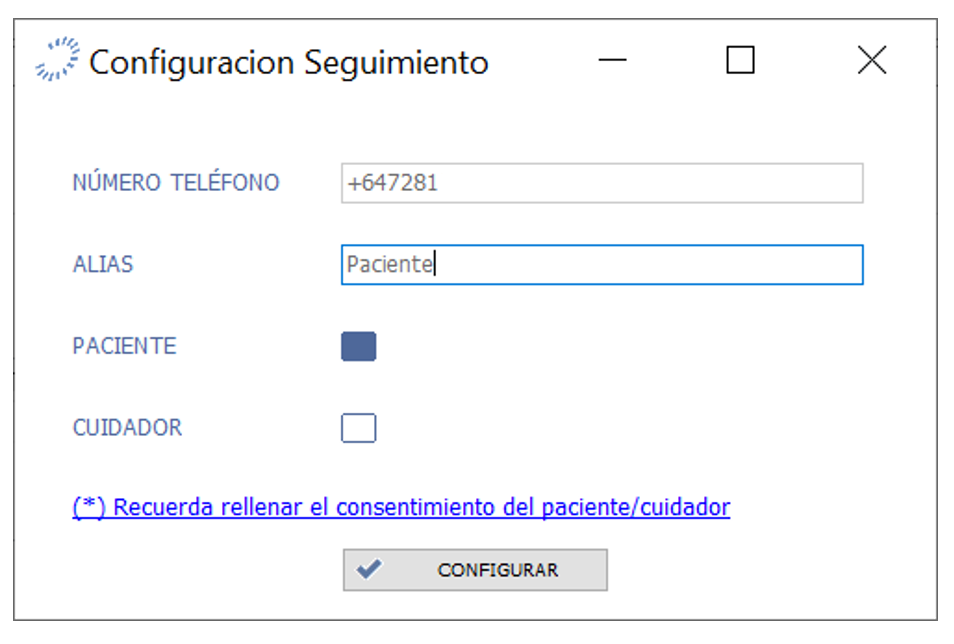 Configuracion Seguimiento
NÚMERO TELÉFONO +647281
ALIAS Paciente
PACIENTE
CUIDADOR
(*) Recuerda rellenar el consentimiento del paciente/cuidador
CONFIGURAR